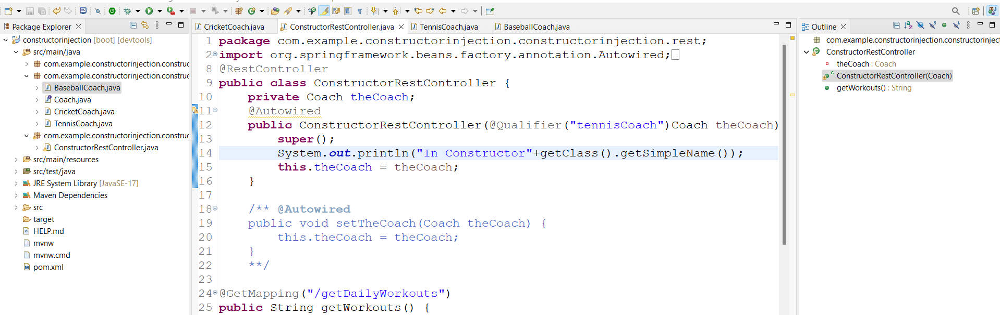 Package Explorer
constructorinjection [boot] [devtools]
src/main/java
com.example.constructorinjection.constru
com.example.constructorinjection.constru
BaseballCoach.java
Coach.java
CricketCoach.java
TennisCoach.java
com.example.constructorinjection.constru
ConstructorRestController.java
src/main/resources
src/test/java
JRE System Library [JavaSE-17]
Maven Dependencies
src
target
HELP.md
mvnw
mvnw.cmd
pom.xml
CricketCoach.java ConstructorRestController.java TennisCoach.java BaseballCoach.java
1 package com.example.constructorinjection.constructorinjection.rest;
2 import org.springframework.beans.factory.annotation.Autowired;
8 @RestController
9 public class ConstructorRestController {
10 private Coach theCoach;
11 @Autowired
12 public ConstructorRestController(@Qualifier("tennisCoach")Coach theCoach)
13 super();
14 System.out.println("In Constructor"+getClass().getSimpleName());
15 this.theCoach = theCoach;
16 }
17
18 /** @Autowired
19 public void setTheCoach(Coach theCoach) {
20 this.theCoach = theCoach;
21 }
22 **/
23
24 @GetMapping("/getDailyWorkouts")
25 public String getWorkouts() {
Outline
com.example.constructorinjection.constructorinject
ConstructorRestController
theCoach : Coach
ConstructorRestController(Coach)
getWorkouts() : String